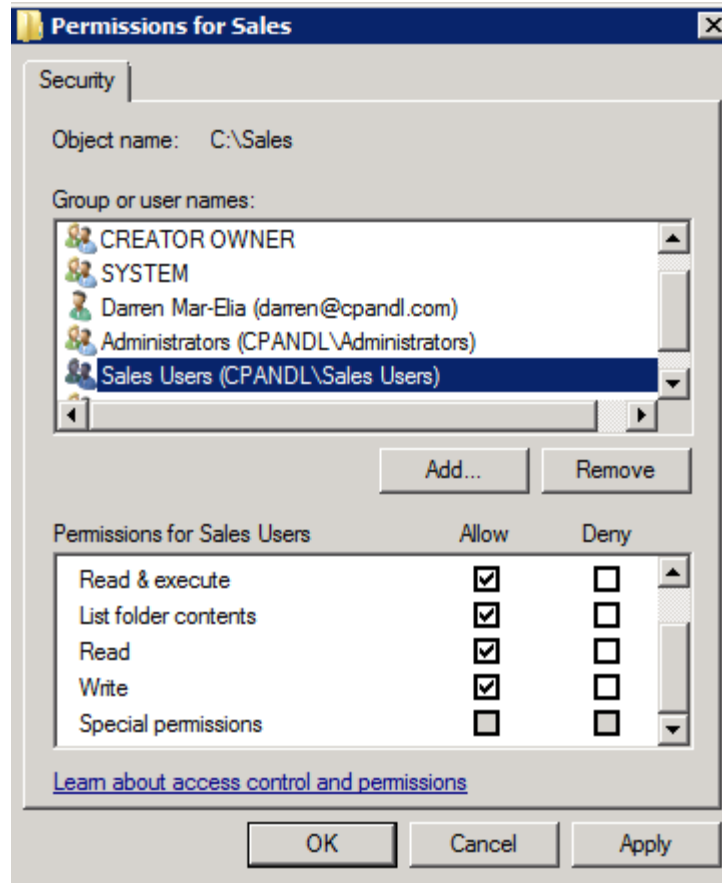 Permissions for Sales
Security
Object name: C:\Sales
Group or user names:
CREATOR OWNER
SYSTEM
Darren Mar-Elia (darren@cpandl.com)
Administrators (CPANDL\Administrators)
Sales Users (CPANDL\Sales Users)
Add... Remove
Permissions for Sales Users Allow Deny
Read & execute
List folder contents
Read
Write
Special permissions
Learn about access control and permissions
OK Cancel Apply